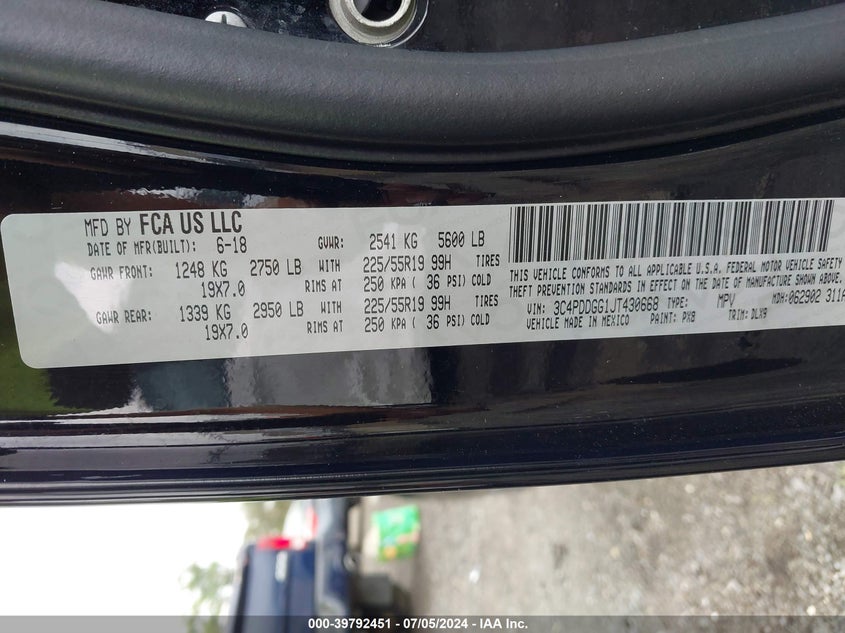 MFD BY FCA US LLC
DATE OF MFR(BUILT): 6-18 GVWR: 2541 KG 5600 LB
GAWR FRONT: 1248 KG 2750 LB WITH 225/55R19 99H TIRES
19X7.0 RIMS AT 250 KPA ( 36 PSI) COLD
GAWR REAR: 1339 KG 2950 LB WITH 225/55R19 99H TIRES
19X7.0 RIMS AT 250 KPA ( 36 PSI) COLD
THIS VEHICLE CONFORMS TO ALL APPLICABLE U.S.A. FEDERAL MOTOR VEHICLE SAFETY
THEFT PREVENTION STANDARDS IN EFFECT ON THE DATE OF MANUFACTURE SHOWN ABOVE.
VIN: 3C4PDDGG1JT430668 TYPE: MPV MDH:062902 311A
VEHICLE MADE IN MEXICO PAINT: PX8 TRIM: DLX9
000-39792451 - 07/05/2024 - IAA Inc.